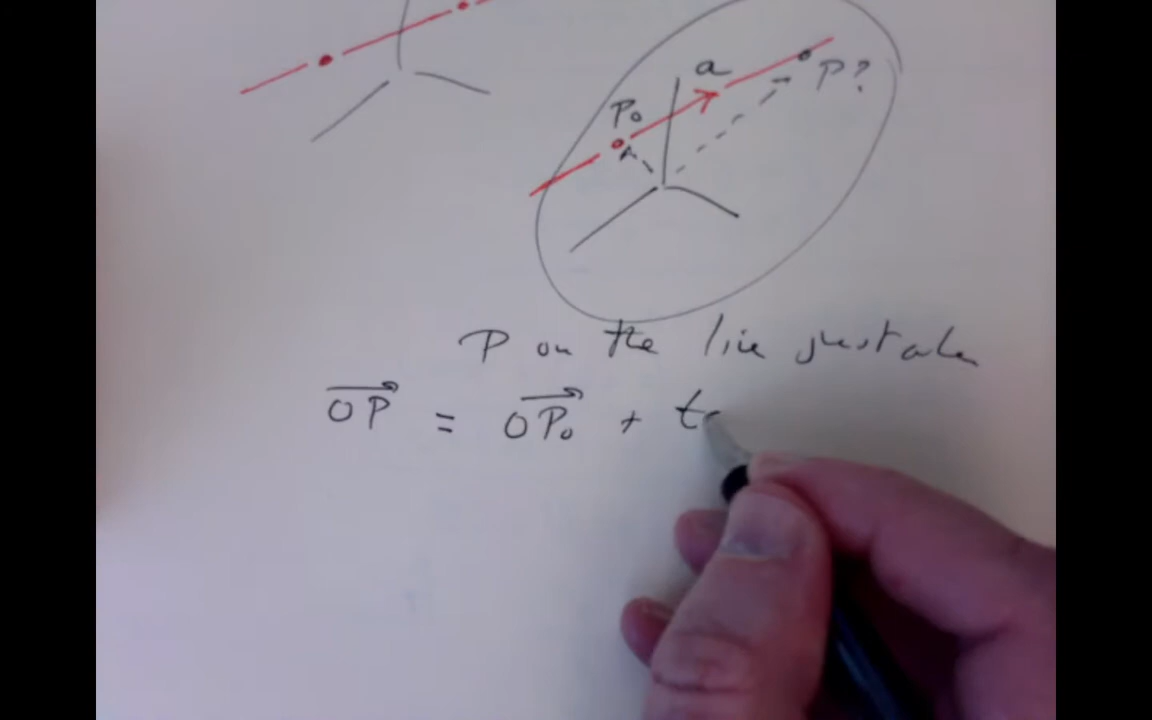 a
P?
P₀
P on the line just when
OP = OP₀ + t